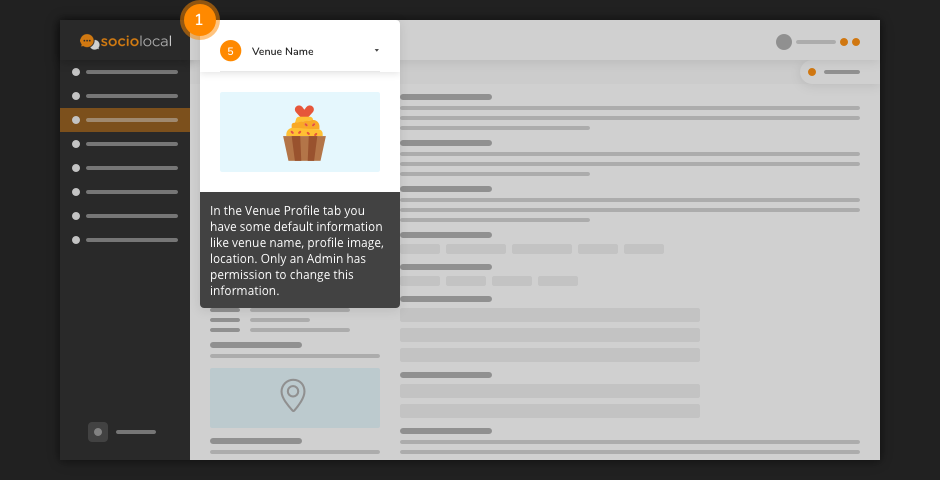 1
sociolocal
5 Venue Name
In the Venue Profile tab you
have some default information
like venue name, profile image,
location. Only an Admin has
permission to change this
information.